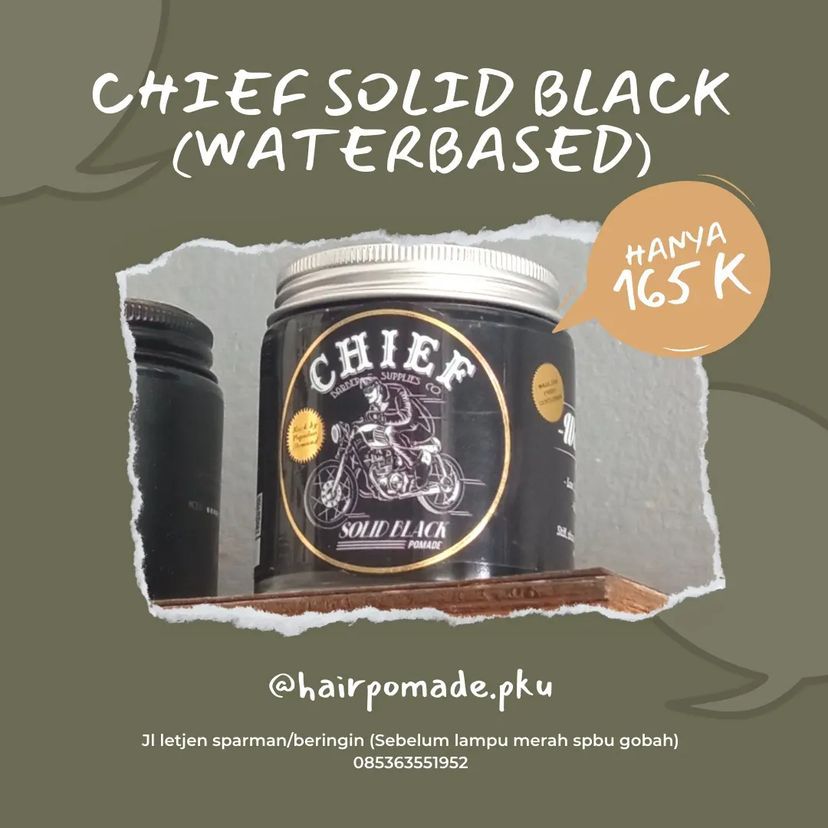 CHIEF SOLID BLACK
(WATERBASED)
HANYA
165 K
CHIEF
BARBER SUPPLIES CO.
SOLID BLACK
POMADE
@hairpomade.pku
Jl letjen sparman/beringin (Sebelum lampu merah spbu gobah)
085363551952